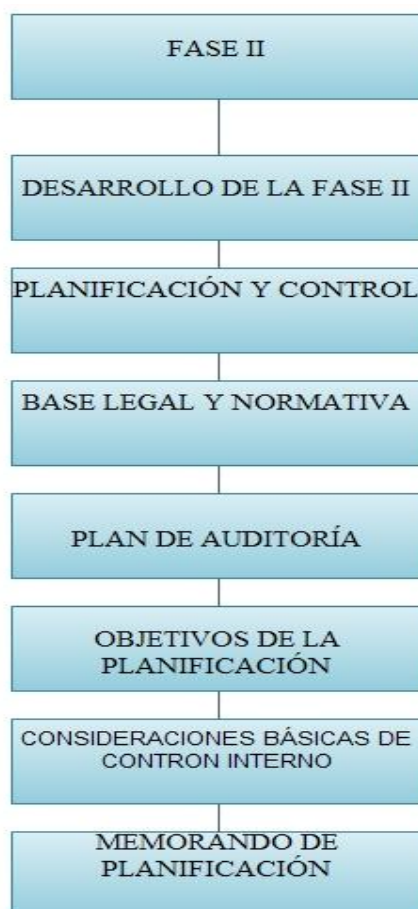 FASE II
DESARROLLO DE LA FASE II
PLANIFICACIÓN Y CONTROL
BASE LEGAL Y NORMATIVA
PLAN DE AUDITORÍA
OBJETIVOS DE LA
PLANIFICACIÓN
CONSIDERACIONES BÁSICAS DE
CONTRON INTERNO
MEMORANDO DE
PLANIFICACIÓN